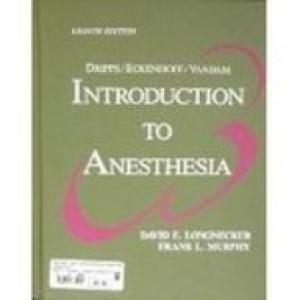 EIGHTH EDITION
DRIPPS/ECKENHOFF/VANDAM
INTRODUCTION
TO
ANESTHESIA
DAVID E. LONGNECKER
FRANK L. MURPHY